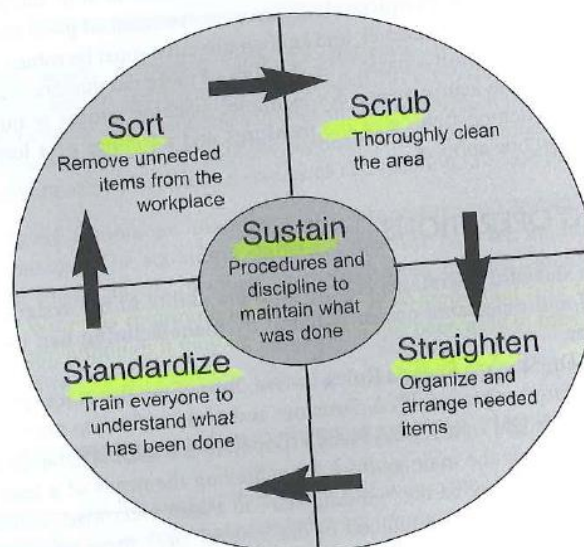 Sort
Remove unneeded
items from the
workplace
Scrub
Thoroughly clean
the area
Sustain
Procedures and
discipline to
maintain what
was done
Straighten
Organize and
arrange needed
items
Standardize
Train everyone to
understand what
has been done